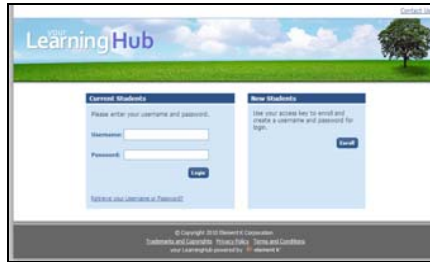 Contact Us
your
Learning Hub
Current Students
Please enter your username and password.
Username:
Password:
Login
Retrieve your Username or Password?
New Students
Use your access key to enroll and
create a username and password for
login.
Enroll
© Copyright 2010 Element K Corporation
Trademarks and Copyrights Privacy Policy Terms and Conditions
your LearningHub powered by element k